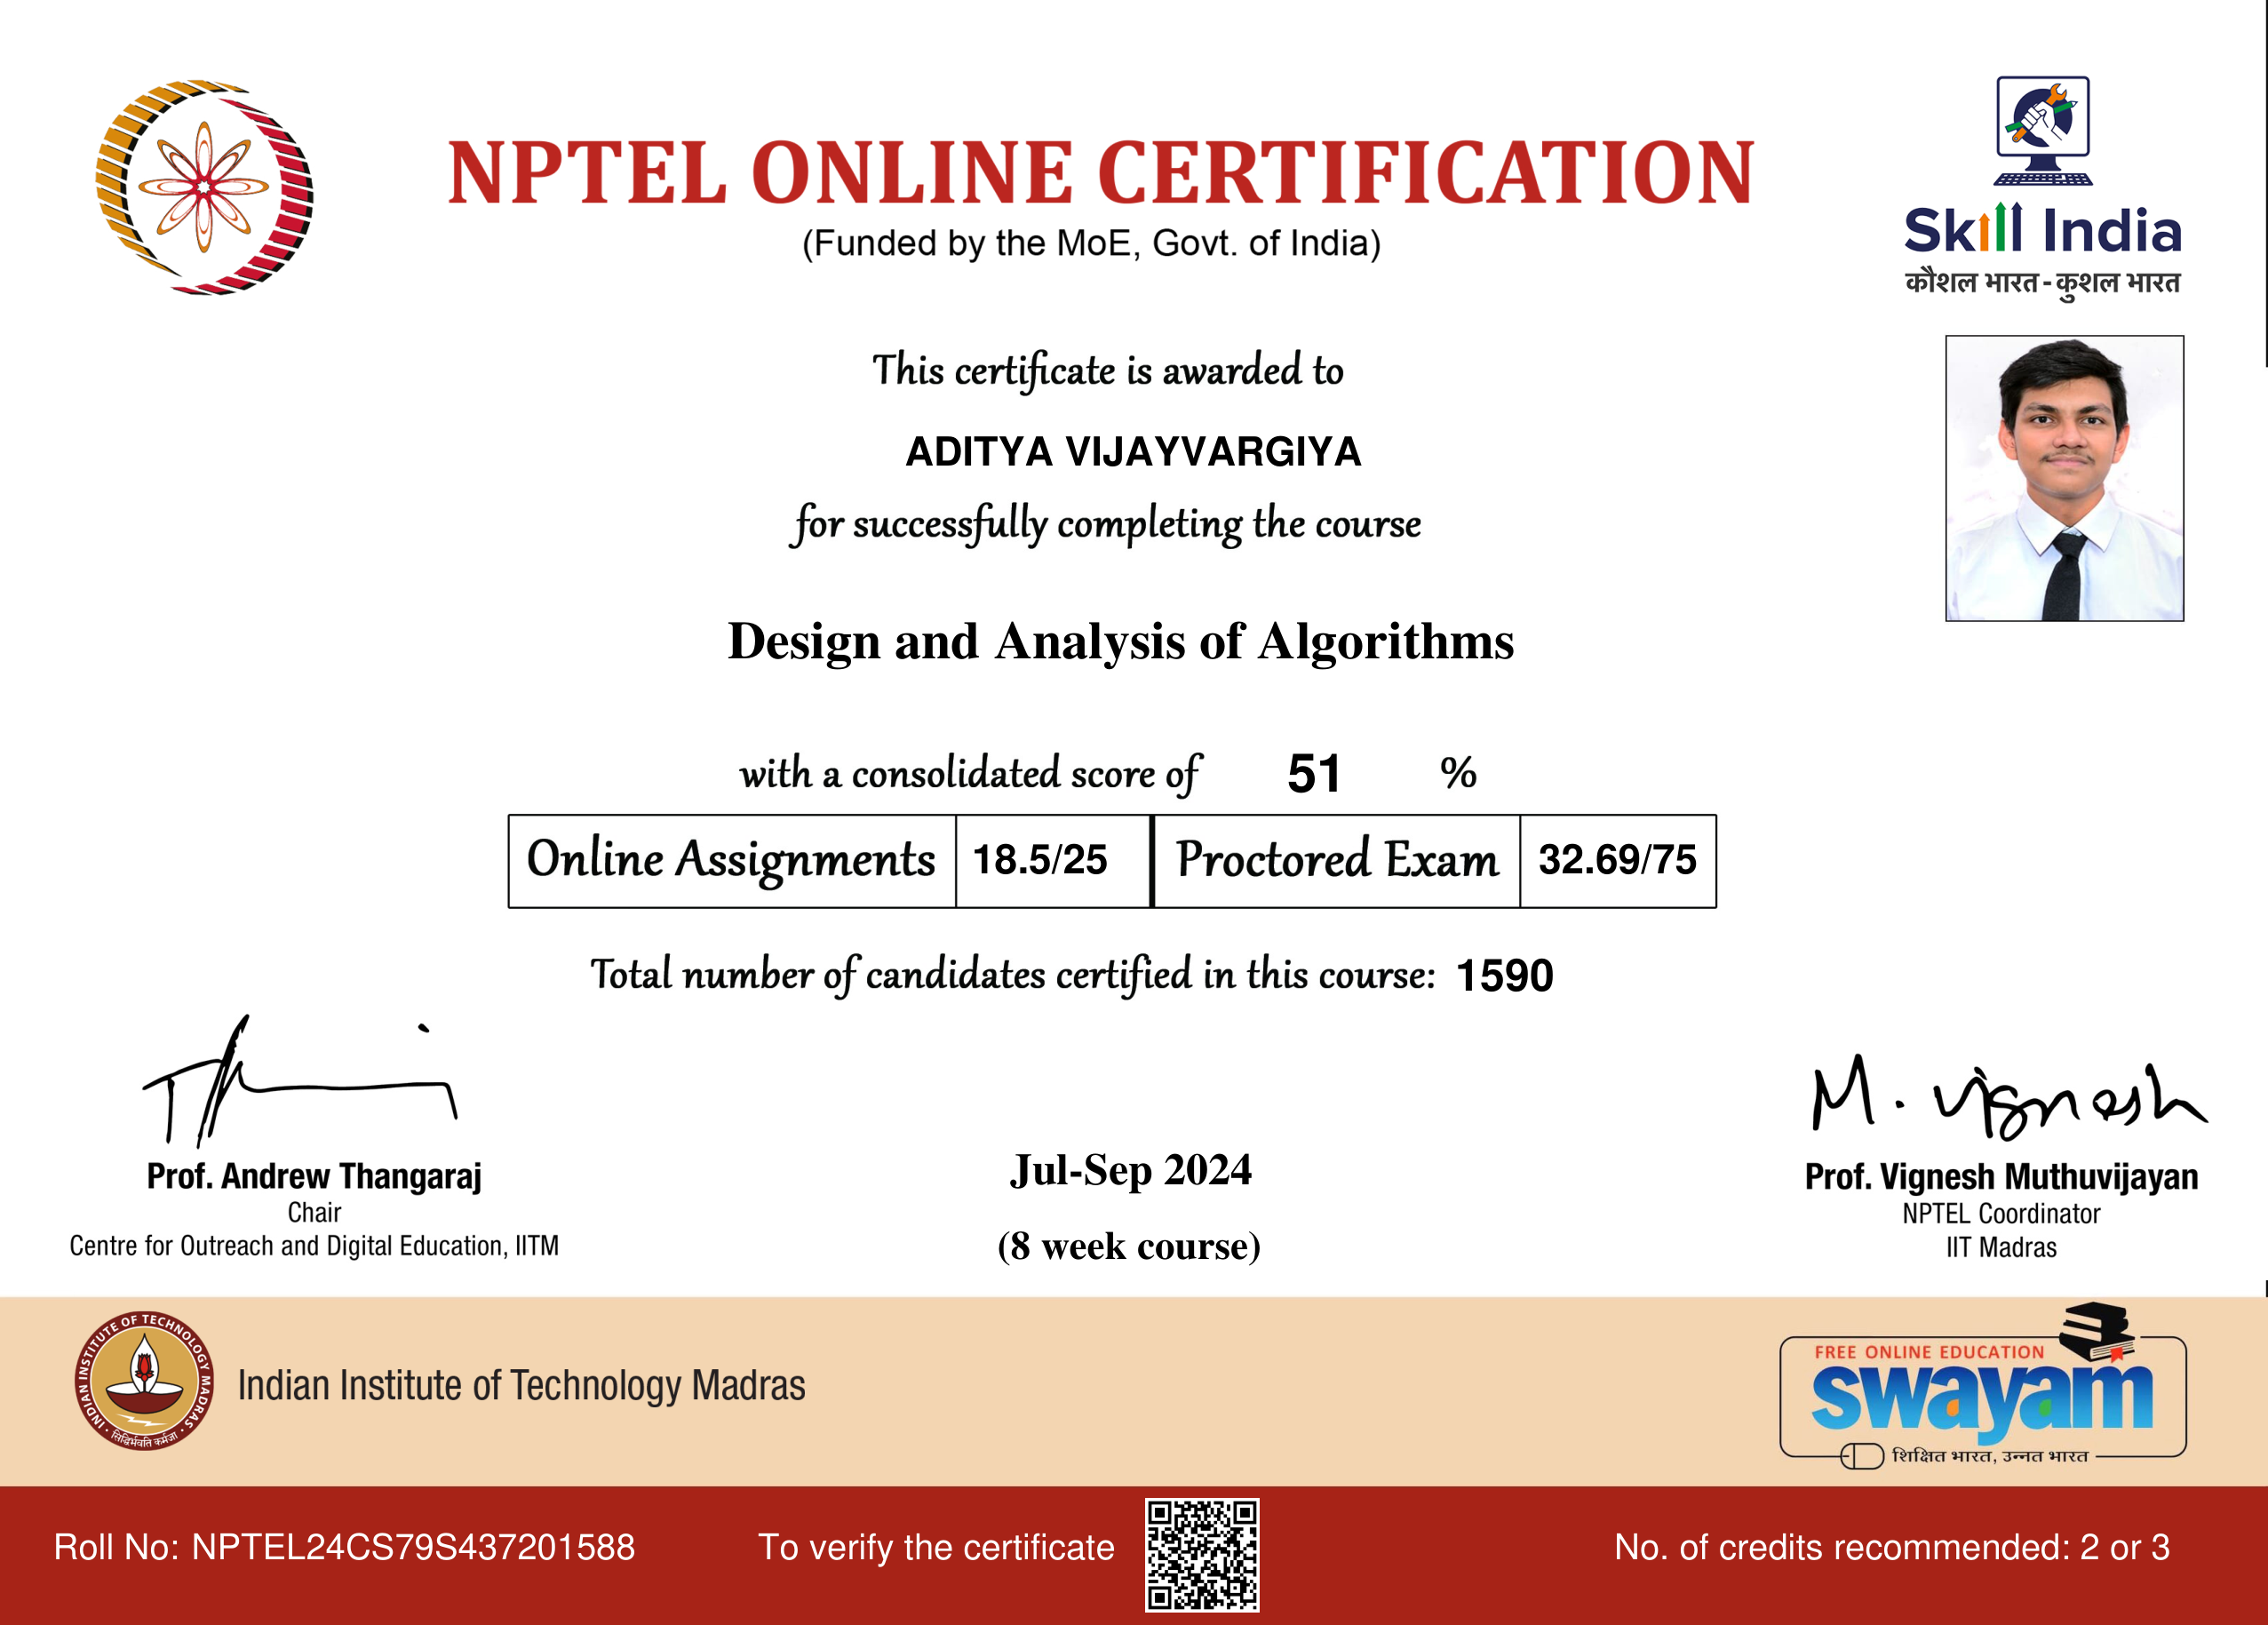 NPTEL ONLINE CERTIFICATION
(Funded by the MoE, Govt. of India)
Skill India
कौशल भारत - कुशल भारत
This certificate is awarded to
ADITYA VIJAYVARGIYA
for successfully completing the course
Design and Analysis of Algorithms
with a consolidated score of 51 %
Online Assignments 18.5/25 Proctored Exam 32.69/75
Total number of candidates certified in this course: 1590
M. Vignesh
Prof. Andrew Thangaraj
Chair
Centre for Outreach and Digital Education, IITM
Jul-Sep 2024
(8 week course)
Prof. Vignesh Muthuvijayan
NPTEL Coordinator
IIT Madras
INDIAN INSTITUTE OF TECHNOLOGY MADRAS
सिद्धिर्भवति कर्मजा
Indian Institute of Technology Madras
FREE ONLINE EDUCATION
swayam
शिक्षित भारत, उन्नत भारत
Roll No: NPTEL24CS79S437201588
To verify the certificate
No. of credits recommended: 2 or 3